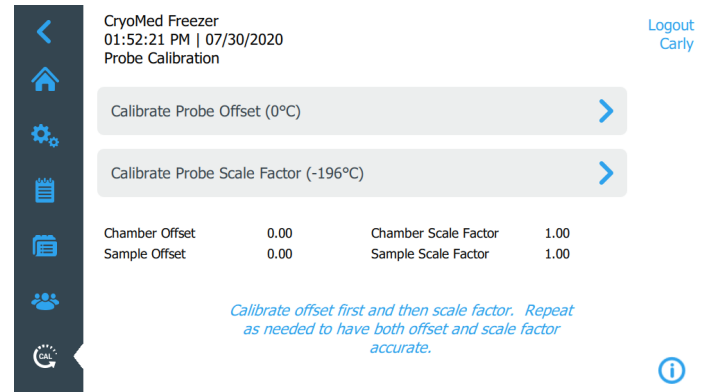 CryoMed Freezer
01:52:21 PM | 07/30/2020
Probe Calibration
Logout
Carly
Calibrate Probe Offset (0°C)
Calibrate Probe Scale Factor (-196°C)
Chamber Offset 0.00 Chamber Scale Factor 1.00
Sample Offset 0.00 Sample Scale Factor 1.00
Calibrate offset first and then scale factor. Repeat
as needed to have both offset and scale factor
accurate.
CAL